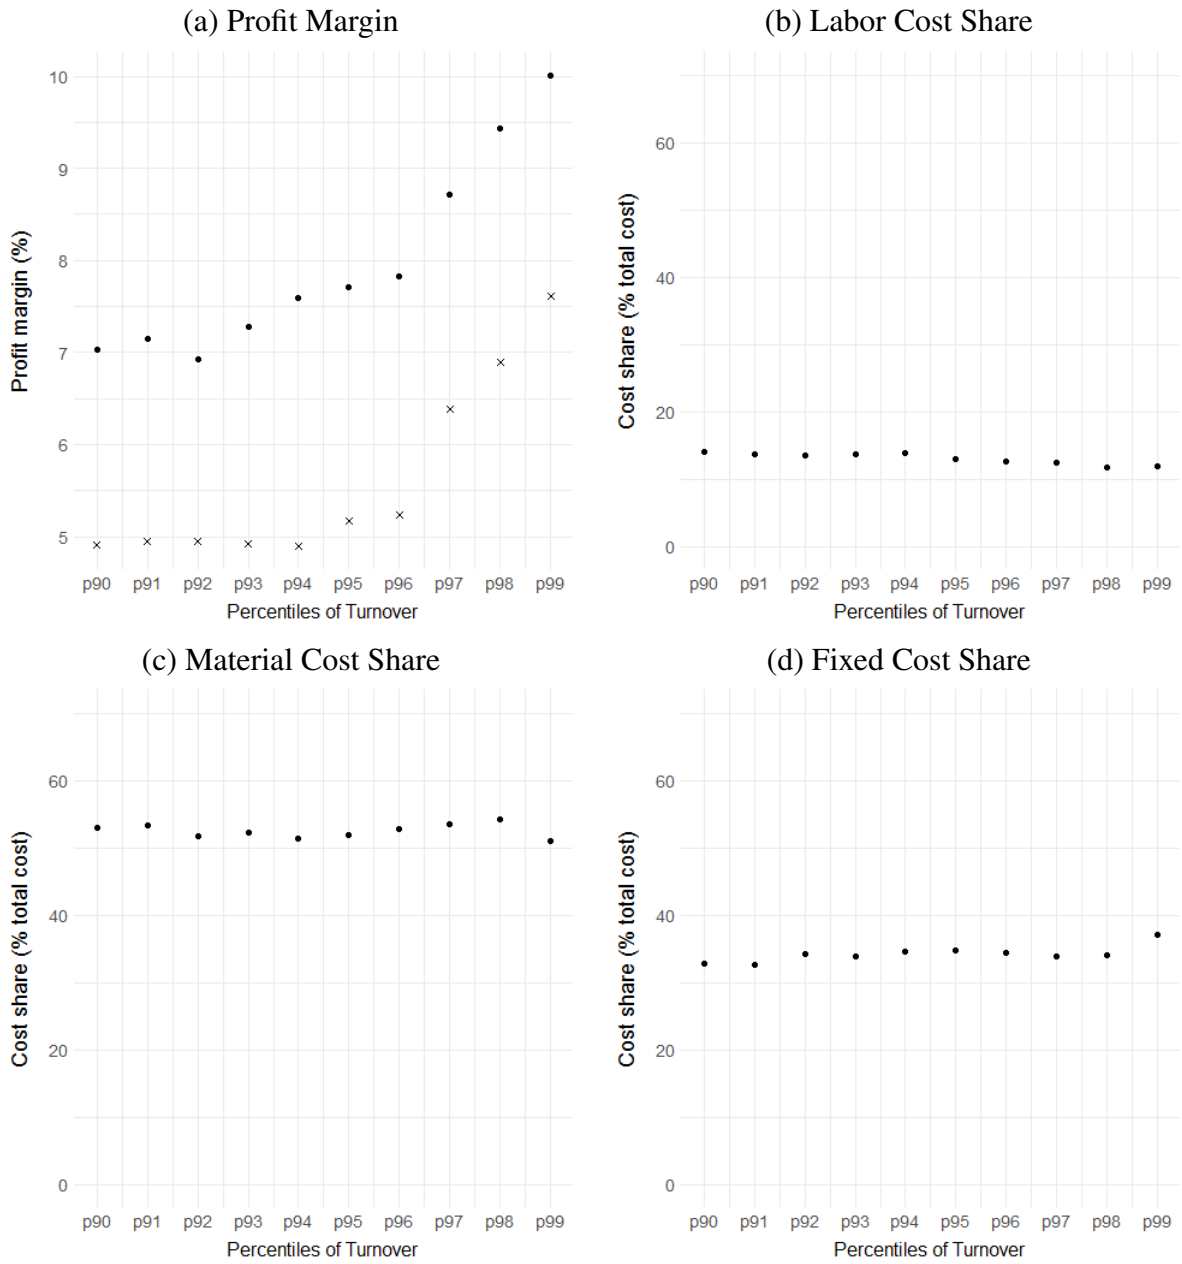 (a) Profit Margin
10
9
8
7
6
5
Profit margin (%)
p90 p91 p92 p93 p94 p95 p96 p97 p98 p99
Percentiles of Turnover
(b) Labor Cost Share
60
40
20
0
Cost share (% total cost)
p90 p91 p92 p93 p94 p95 p96 p97 p98 p99
Percentiles of Turnover
(c) Material Cost Share
60
40
20
0
Cost share (% total cost)
p90 p91 p92 p93 p94 p95 p96 p97 p98 p99
Percentiles of Turnover
(d) Fixed Cost Share
60
40
20
0
Cost share (% total cost)
p90 p91 p92 p93 p94 p95 p96 p97 p98 p99
Percentiles of Turnover